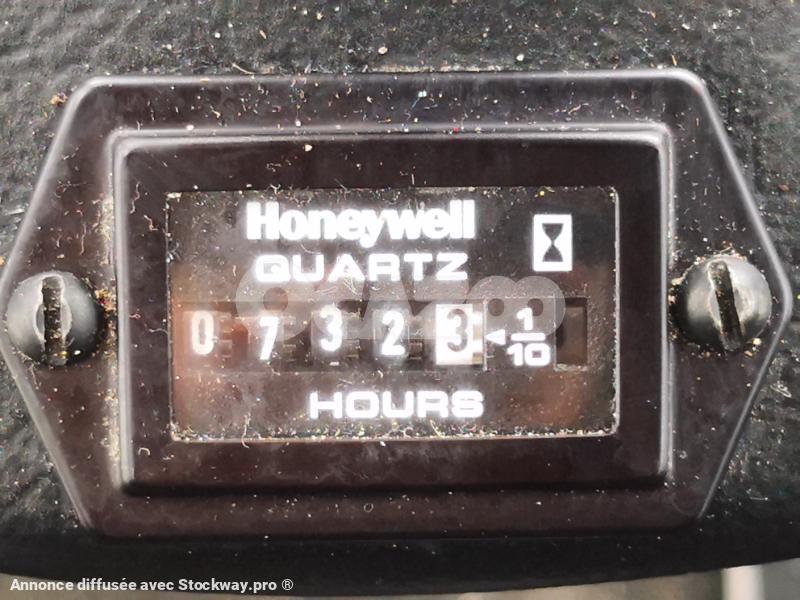 Honeywell
QUARTZ
0 7 3 2 3 ◄ 1/10
HOURS
Annonce diffusée avec Stockway.pro ®